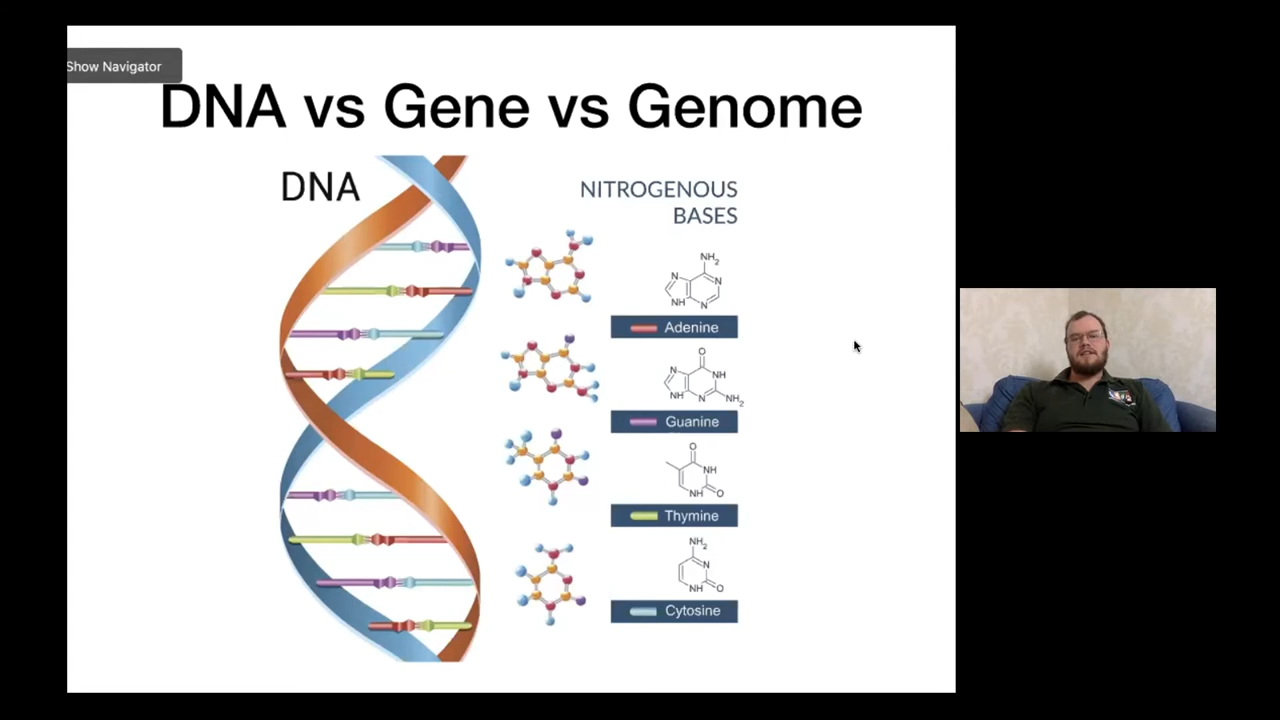 Show Navigator
DNA vs Gene vs Genome
DNA
NITROGENOUS
BASES
NH2
N
N
NH
N
Adenine
O
N
NH
NH
N
NH2
Guanine
O
NH
NH
O
Thymine
NH2
N
NH
O
Cytosine